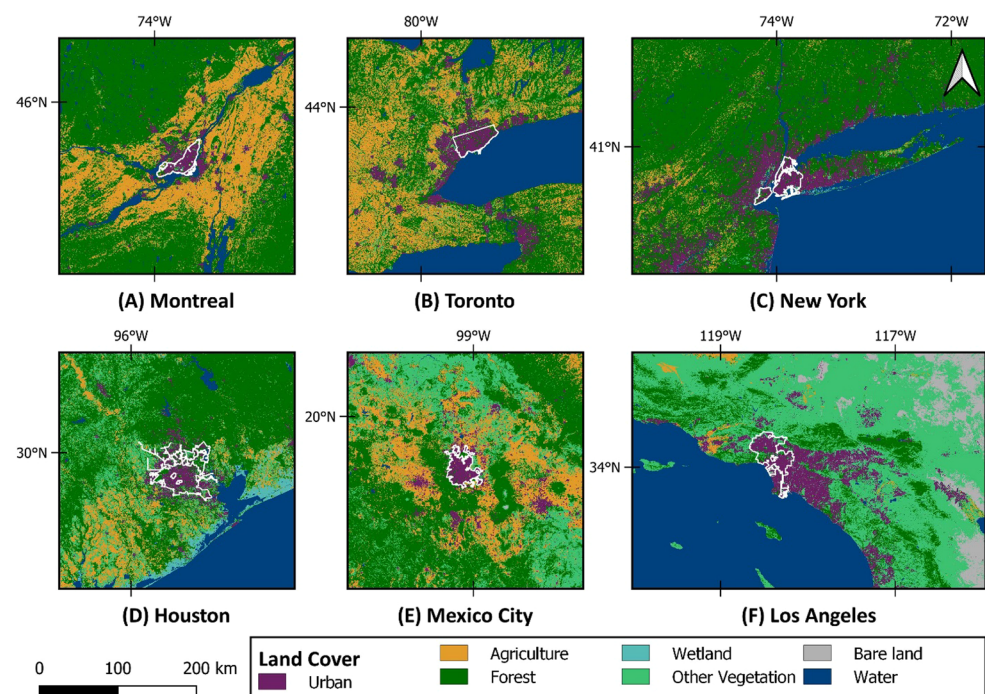 74°W 80°W 74°W 72°W
46°N 44°N 41°N
(A) Montreal (B) Toronto (C) New York
96°W 99°W 119°W 117°W
30°N 20°N 34°N
(D) Houston (E) Mexico City (F) Los Angeles
0 100 200 km
Land Cover
Urban
Agriculture
Forest
Wetland
Other Vegetation
Bare land
Water